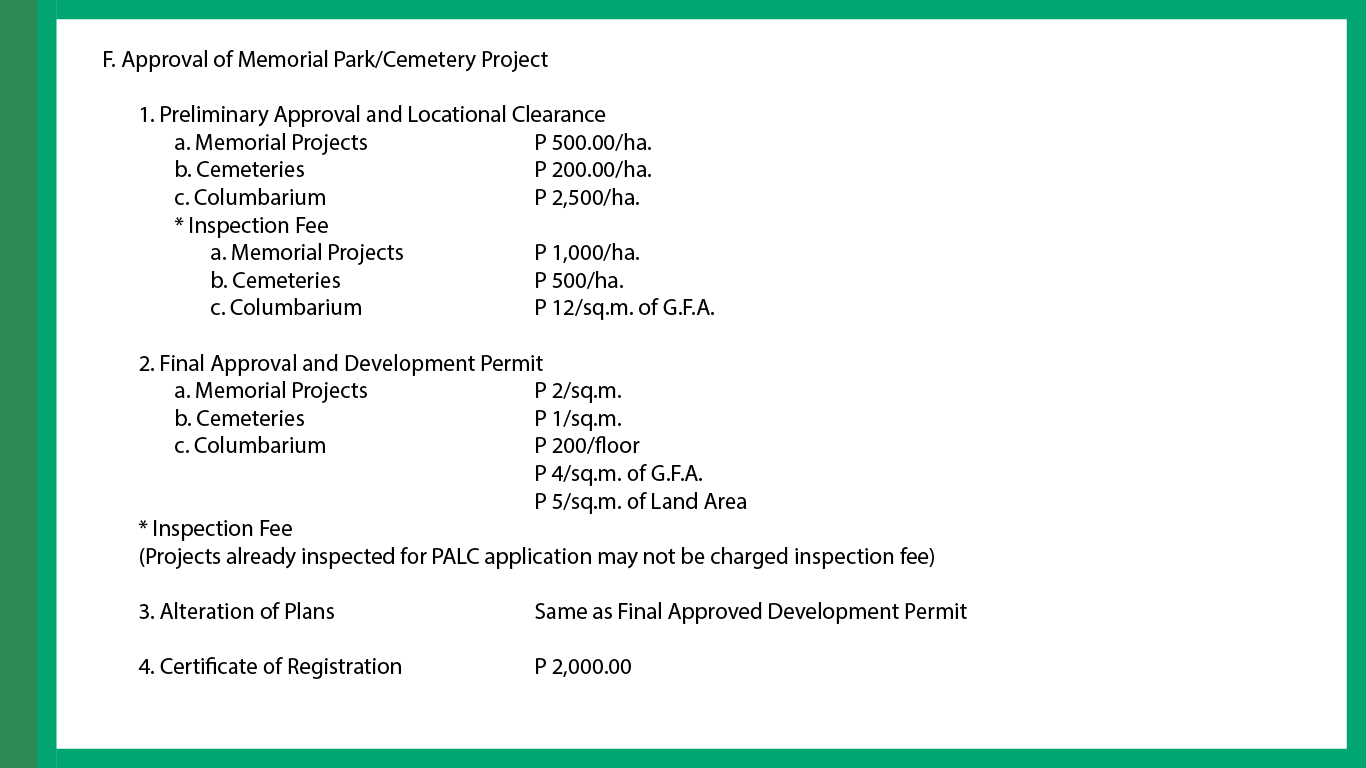 F. Approval of Memorial Park/Cemetery Project
1. Preliminary Approval and Locational Clearance
a. Memorial Projects P 500.00/ha.
b. Cemeteries P 200.00/ha.
c. Columbarium P 2,500/ha.
* Inspection Fee
a. Memorial Projects P 1,000/ha.
b. Cemeteries P 500/ha.
c. Columbarium P 12/sq.m. of G.F.A.
2. Final Approval and Development Permit
a. Memorial Projects P 2/sq.m.
b. Cemeteries P 1/sq.m.
c. Columbarium P 200/floor
P 4/sq.m. of G.F.A.
P 5/sq.m. of Land Area
* Inspection Fee
(Projects already inspected for PALC application may not be charged inspection fee)
3. Alteration of Plans Same as Final Approved Development Permit
4. Certificate of Registration P 2,000.00